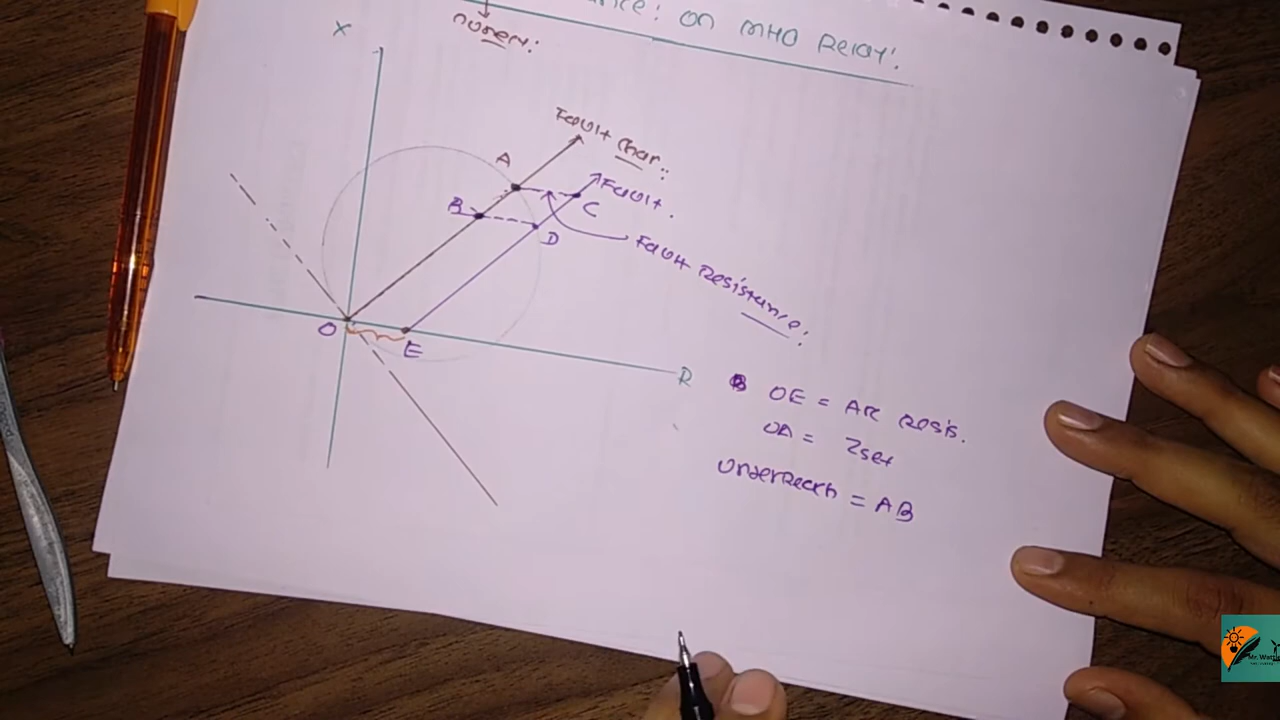 on MHO Relay!
X
Fault Char:
A
Fault.
B
C
D
Fault Resistance:
O
E
R
OE = Arc Resis.
OA = Zset
Underreach = AB